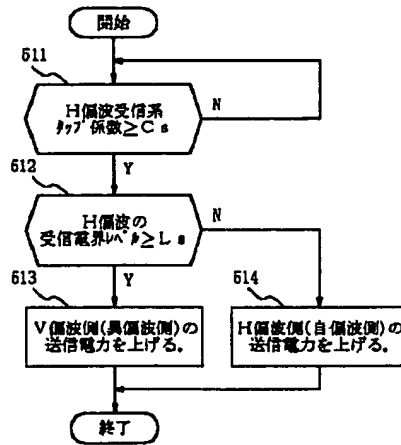 開始
511
H偏波受信系
タップ係数≧Cs
N
Y
512
H偏波の
受信電界レベル≧Ls
N
Y
513
V偏波側(異偏波側)の
送信電力を上げる。
514
H偏波側(自偏波側)の
送信電力を上げる。
終了